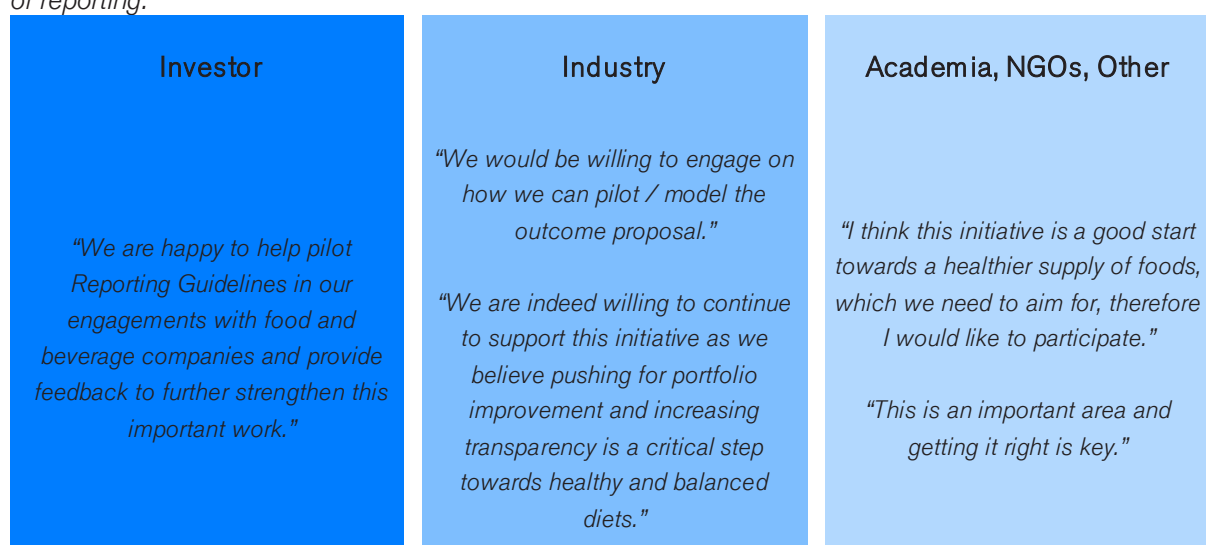 of reporting.
Investor
"We are happy to help pilot
Reporting Guidelines in our
engagements with food and
beverage companies and provide
feedback to further strengthen this
important work."
Industry
"We would be willing to engage on
how we can pilot / model the
outcome proposal."
"We are indeed willing to continue
to support this initiative as we
believe pushing for portfolio
improvement and increasing
transparency is a critical step
towards healthy and balanced
diets."
Academia, NGOs, Other
"I think this initiative is a good start
towards a healthier supply of foods,
which we need to aim for, therefore
I would like to participate."
"This is an important area and
getting it right is key."